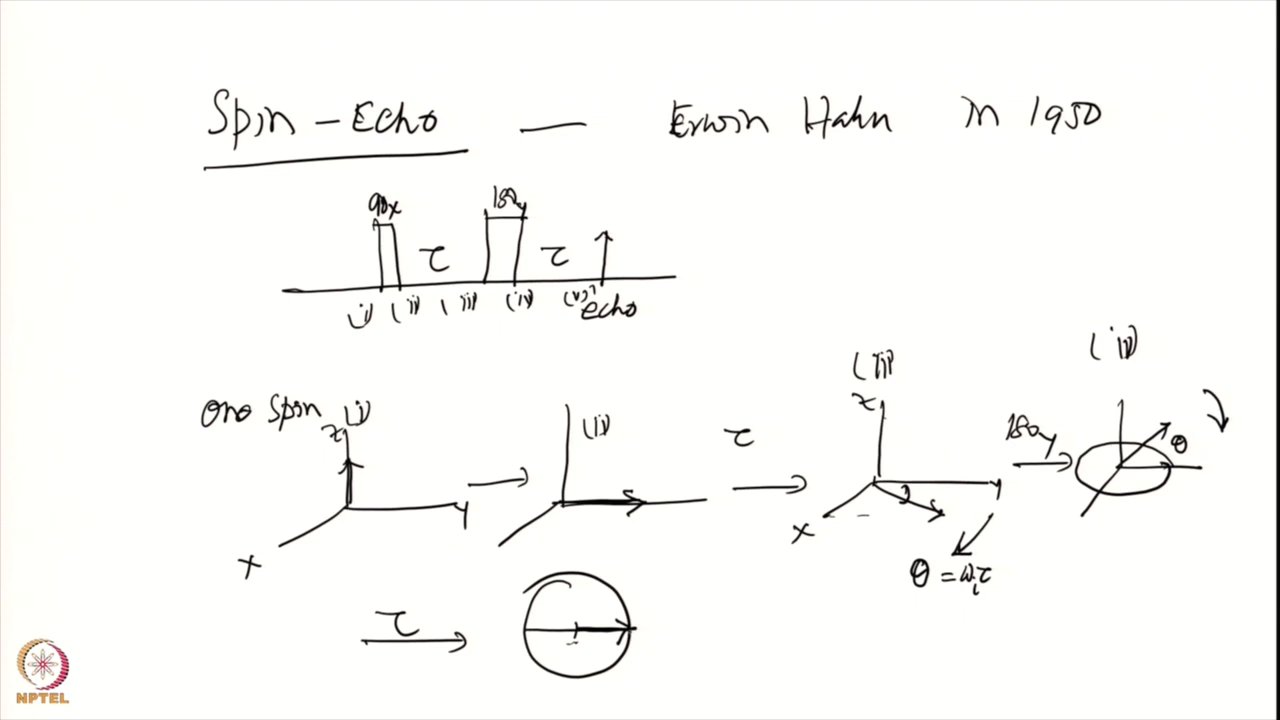 Spin - Echo — Erwin Hahn in 1950
90x 180y
τ τ
(i) (ii) (iii) (iv) (v)
echo
One Spin (i) (ii) τ (iii) 180y (iv)
z y x
z y x
θ
θ = ωiτ
τ
NPTEL